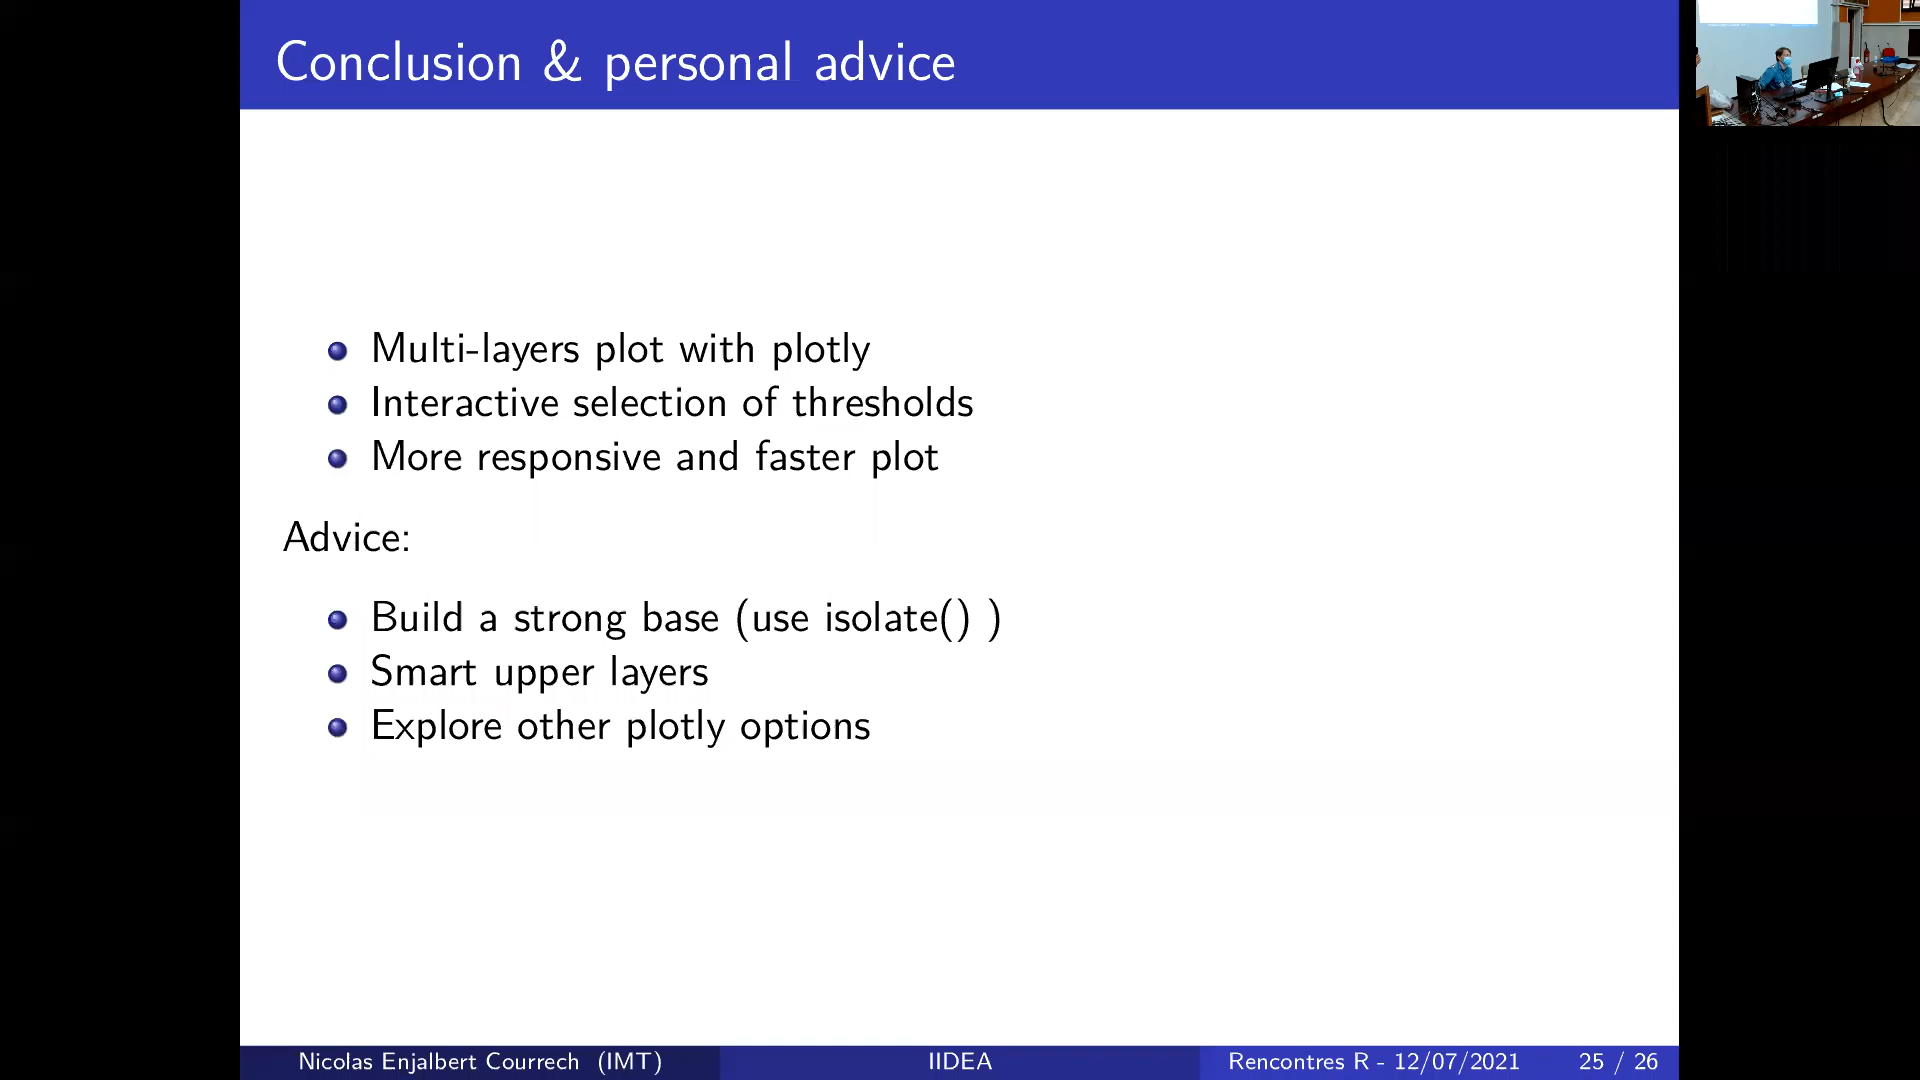 Conclusion & personal advice
Multi-layers plot with plotly
Interactive selection of thresholds
More responsive and faster plot
Advice:
Build a strong base (use isolate() )
Smart upper layers
Explore other plotly options
Nicolas Enjalbert Courrech (IMT)
IIDEA
Rencontres R - 12/07/2021
25 / 26